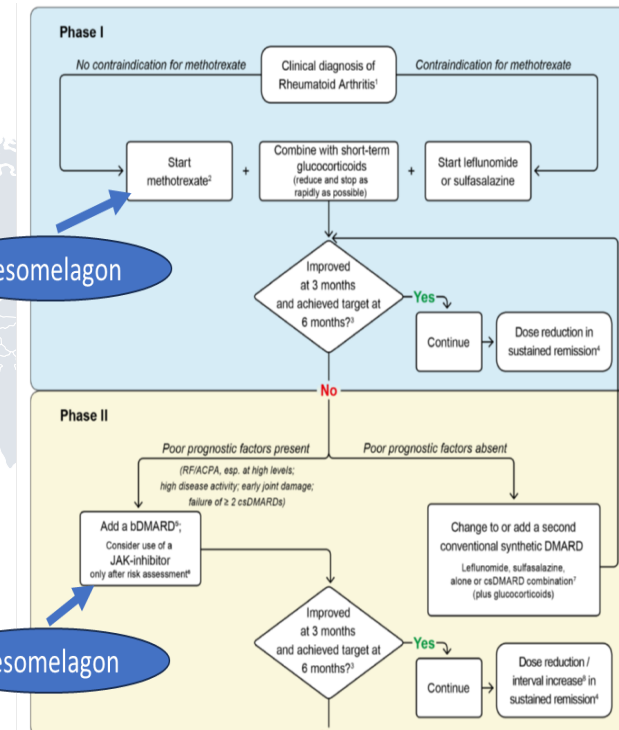 Phase I
No contraindication for methotrexate
Clinical diagnosis of
Rheumatoid Arthritis¹
Contraindication for methotrexate
Start
methotrexate²
+
Combine with short-term
glucocorticoids
(reduce and stop as
rapidly as possible)
+
Start leflunomide
or sulfasalazine
esomelagon
Improved
at 3 months
and achieved target at
6 months?³
Yes
Continue
Dose reduction in
sustained remission⁴
No
Phase II
Poor prognostic factors present
(RF/ACPA, esp. at high levels;
high disease activity; early joint damage;
failure of ≥ 2 csDMARDs)
Poor prognostic factors absent
Add a bDMARD⁵;
Consider use of a
JAK-inhibitor
only after risk assessment⁶
Change to or add a second
conventional synthetic DMARD
Leflunomide, sulfasalazine,
alone or csDMARD combination⁷
(plus glucocorticoids)
esomelagon
Improved
at 3 months
and achieved target at
6 months?³
Yes
Continue
Dose reduction /
interval increase⁸ in
sustained remission⁴